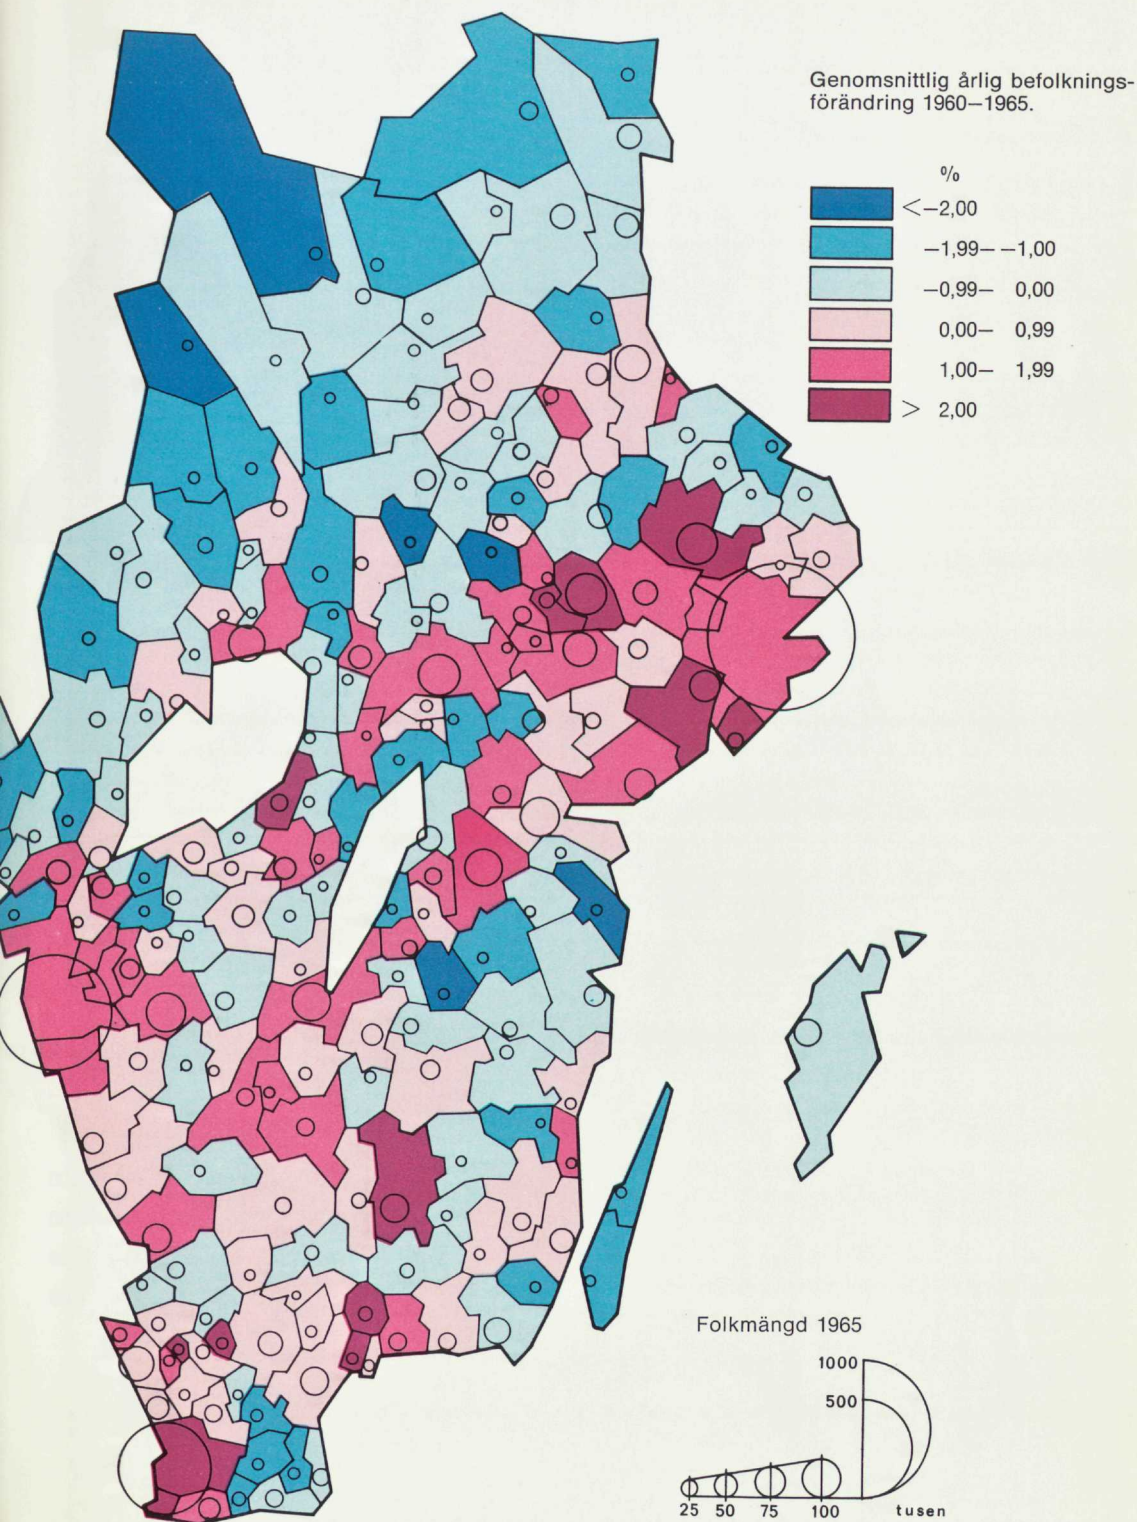 Genomsnittlig årlig befolknings-
förändring 1960—1965.
%
<—2,00
—1,99— —1,00
—0,99— 0,00
0,00— 0,99
1,00— 1,99
> 2,00
Folkmängd 1965
1000
500
25 50 75 100 tusen